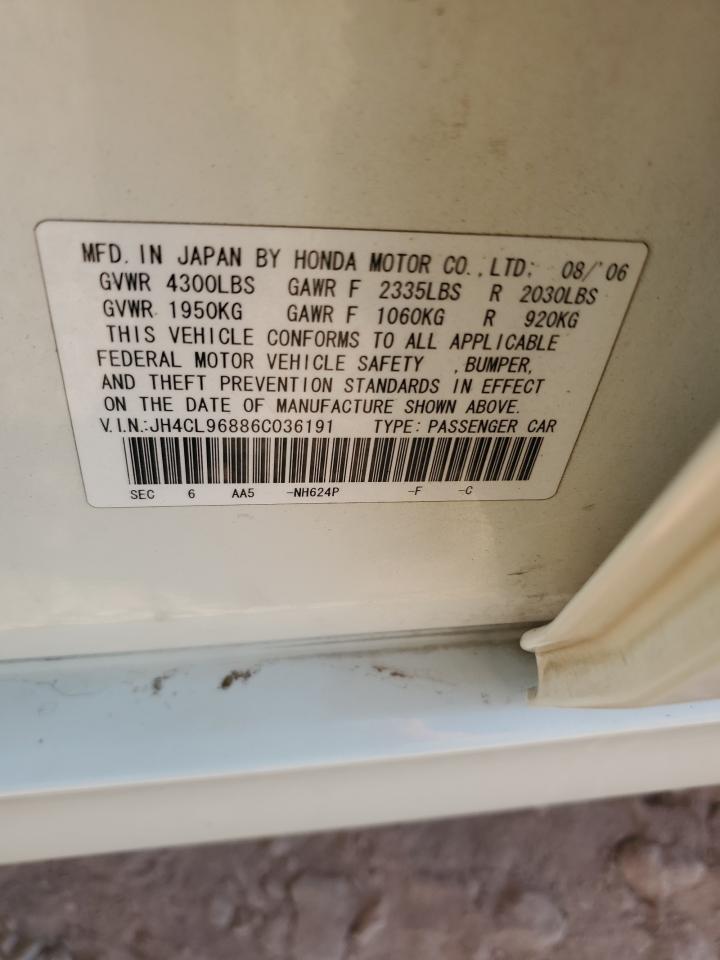 MFD. IN JAPAN BY HONDA MOTOR CO., LTD: 08/'06
GVWR 4300LBS GAWR F 2335LBS R 2030LBS
GVWR 1950KG GAWR F 1060KG R 920KG
THIS VEHICLE CONFORMS TO ALL APPLICABLE
FEDERAL MOTOR VEHICLE SAFETY , BUMPER,
AND THEFT PREVENTION STANDARDS IN EFFECT
ON THE DATE OF MANUFACTURE SHOWN ABOVE.
V.I.N.:JH4CL96886C036191 TYPE: PASSENGER CAR
SEC 6 AA5 -NH624P -F -C